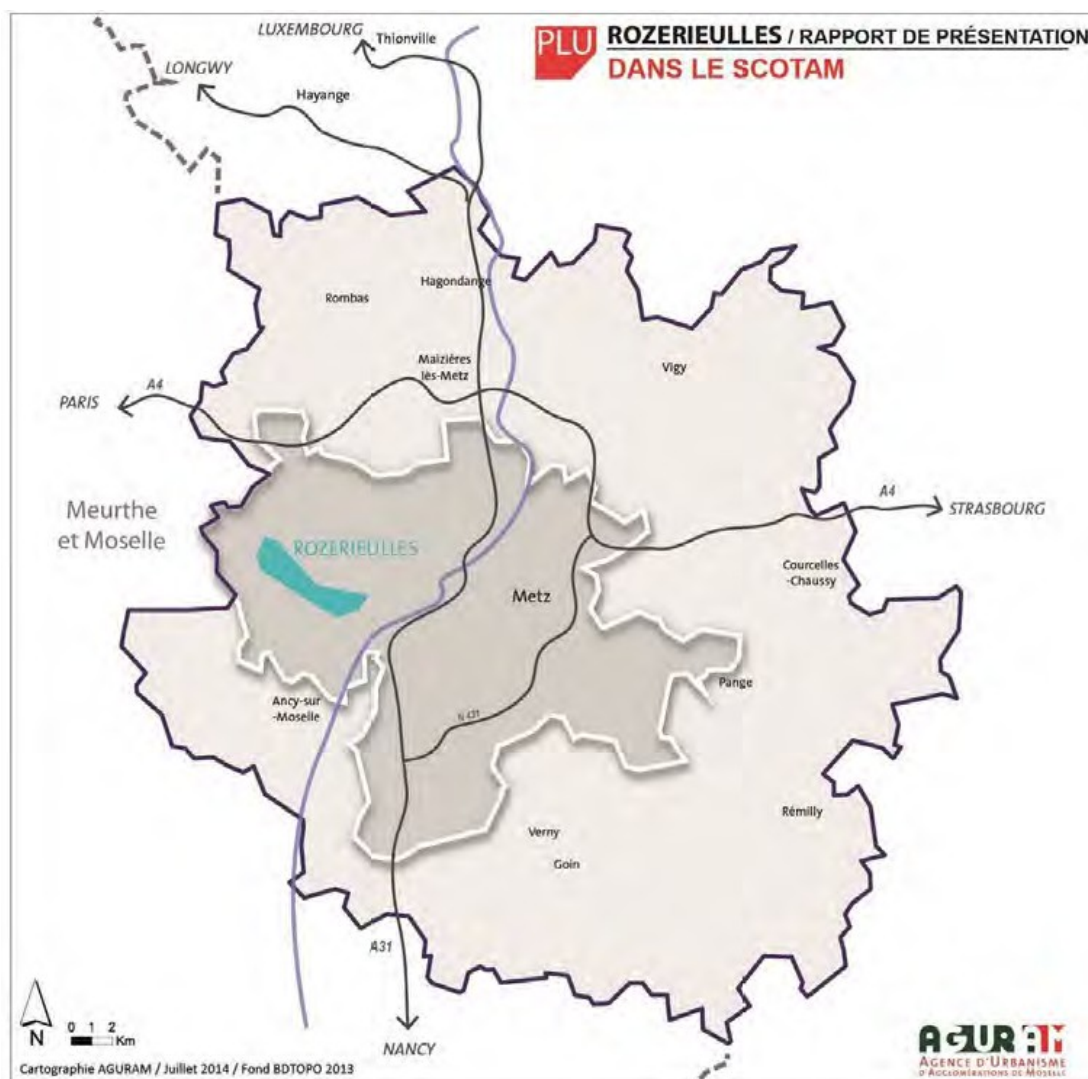 PLU
ROZERIEULLES / RAPPORT DE PRÉSENTATION
DANS LE SCOTAM
LUXEMBOURG
Thionville
LONGWY
Hayange
Rombas
Hagondange
Maizières
lès-Metz
Vigy
A4
PARIS
A4
STRASBOURG
Meurthe
et Moselle
ROZERIEULLES
Courcelles
-Chaussy
Metz
Pange
Ancy-sur
-Moselle
N 431
Rémilly
Verny
Goin
A31
NANCY
N
0 1 2
Km
Cartographie AGURAM / Juillet 2014 / Fond BDTOPO 2013
AGURAM
AGENCE D'URBANISME
D'AGGLOMÉRATIONS DE MOSELLE